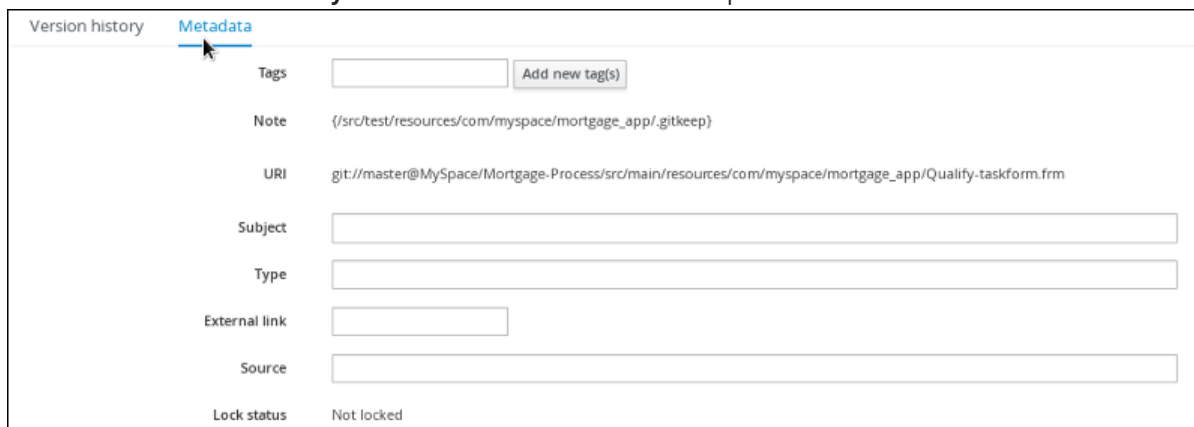 Version history Metadata
Tags Add new tag(s)
Note {/src/test/resources/com/myspace/mortgage_app/.gitkeep}
URI git://master@MySpace/Mortgage-Process/src/main/resources/com/myspace/mortgage_app/Qualify-taskform.frm
Subject
Type
External link
Source
Lock status Not locked